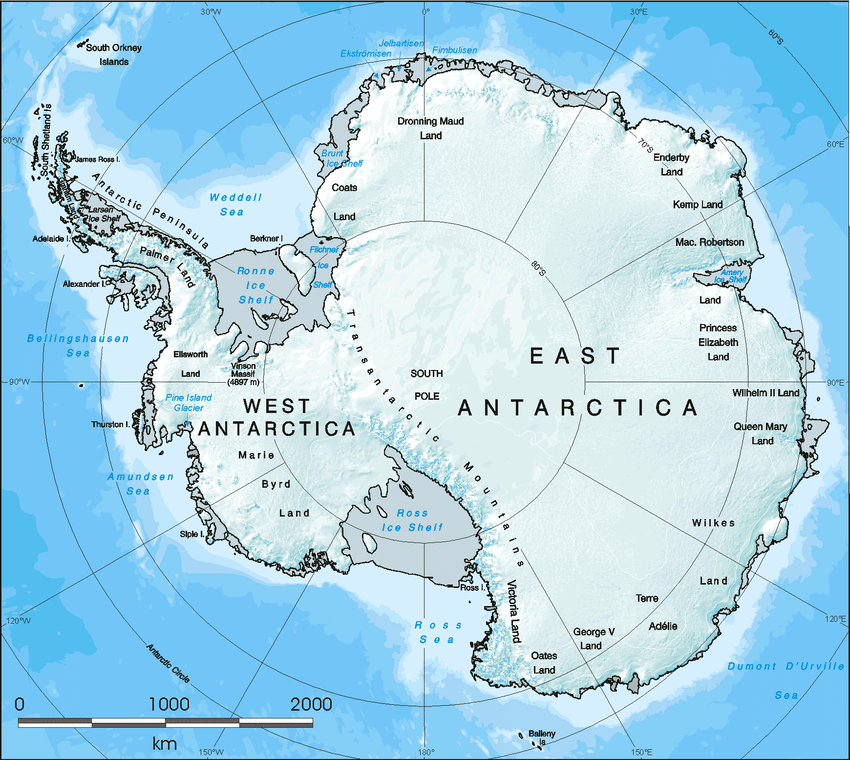 30°W
0°
30°E
60°S
South Orkney
Islands
Jelbartisen
Ekströmisen
Fimbulisen
South Shetland Is
60°W
James Ross I.
Dronning Maud
Land
70°S
60°E
Enderby
Land
Brunt
Ice Shelf
Antarctic Peninsula
Coats
Land
Weddell
Sea
Kemp Land
Larsen
Ice Shelf
Adelaide I.
Palmer Land
Berkner I
Filchner
Ice
Shelf
Mac. Robertson
Land
Amery
Ice Shelf
80°S
Alexander I.
Ronne
Ice
Shelf
Princess
Elizabeth
Land
Bellingshausen
Sea
Transantarctic Mountains
Ellsworth
Land
Vinson
Massif
(4897 m)
EAST
ANTARCTICA
SOUTH
POLE
90°W
90°E
Wilhelm II Land
Pine Island
Glacier
WEST
ANTARCTICA
Thurston I.
Queen Mary
Land
Marie
Byrd
Land
Amundsen
Sea
Ross
Ice Shelf
Wilkes
Land
Siple I.
Ross I.
Victoria Land
Terre
Adélie
120°W
120°E
Ross
Sea
George V
Land
Oates
Land
Antarctic Circle
Dumont D'Urville
Sea
0 1000 2000
km
Balleny
Is
150°W
180°
150°E